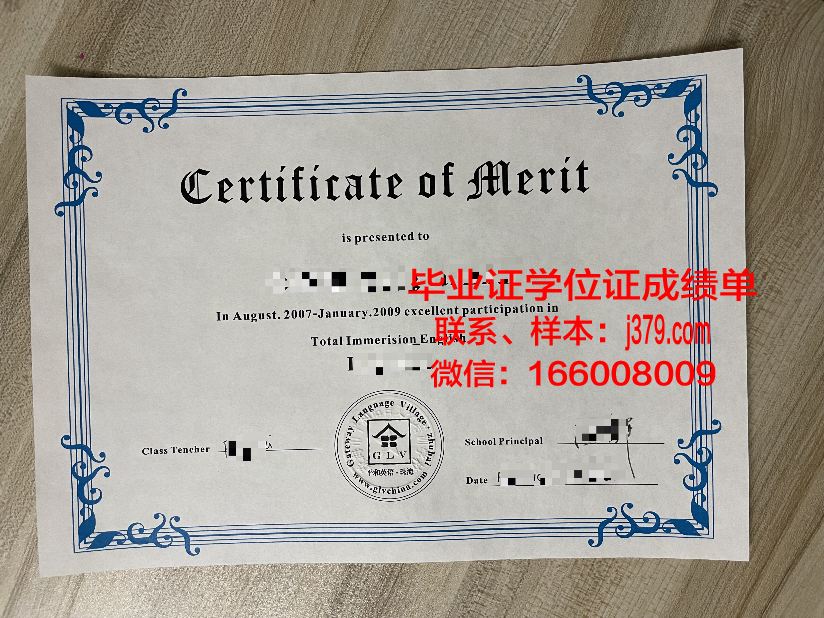 Certificate of Merit
is presented to
毕业证学位证成绩单
In August, 2007-January,2009 excellent participation in
联系、样本：j379.com
Total Immerision English
微信：166008009
Gateway Language Village, zhuhai
GLV
www.glvchina.com
Class Tencher
School Principal
Date